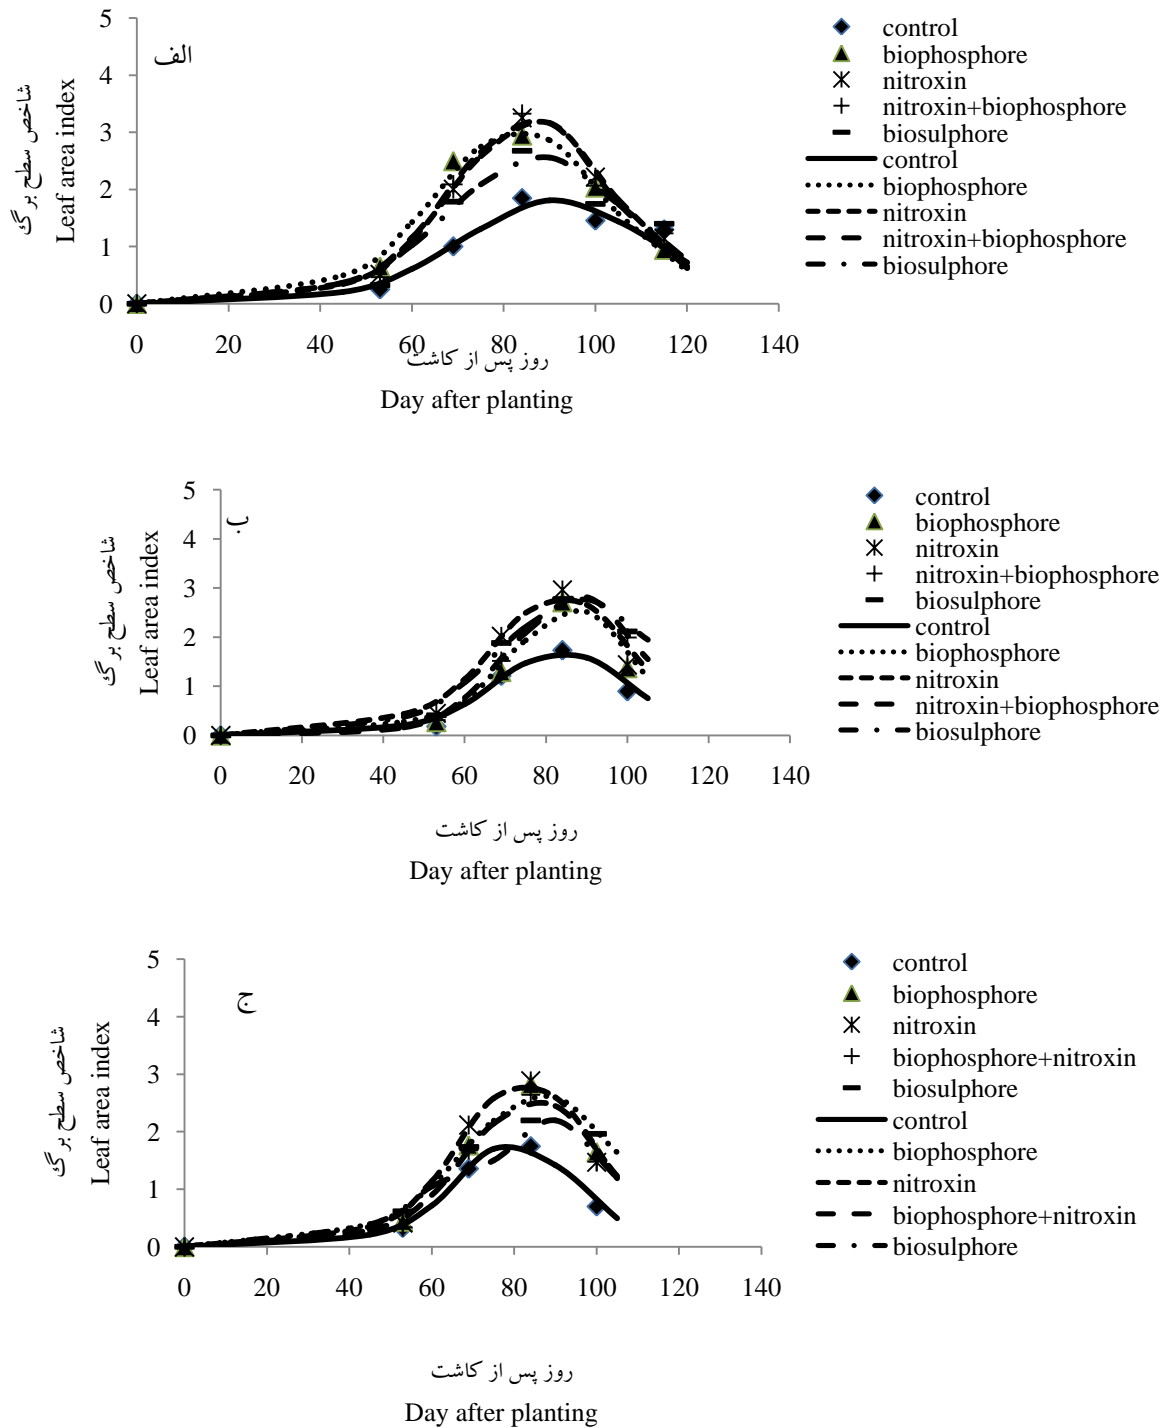 الف
شاخص سطح برگ
Leaf area index
5
4
3
2
1
0
0 20 40 60 80 100 120 140
روز پس از کاشت
Day after planting
control
biophosphore
nitroxin
nitroxin+biophosphore
biosulphore
control
biophosphore
nitroxin
nitroxin+biophosphore
biosulphore
ب
شاخص سطح برگ
Leaf area index
5
4
3
2
1
0
0 20 40 60 80 100 120 140
روز پس از کاشت
Day after planting
control
biophosphore
nitroxin
nitroxin+biophosphore
biosulphore
control
biophosphore
nitroxin
nitroxin+biophosphore
biosulphore
ج
شاخص سطح برگ
Leaf area index
5
4
3
2
1
0
0 20 40 60 80 100 120 140
روز پس از کاشت
Day after planting
control
biophosphore
nitroxin
biophosphore+nitroxin
biosulphore
control
biophosphore
nitroxin
biophosphore+nitroxin
biosulphore